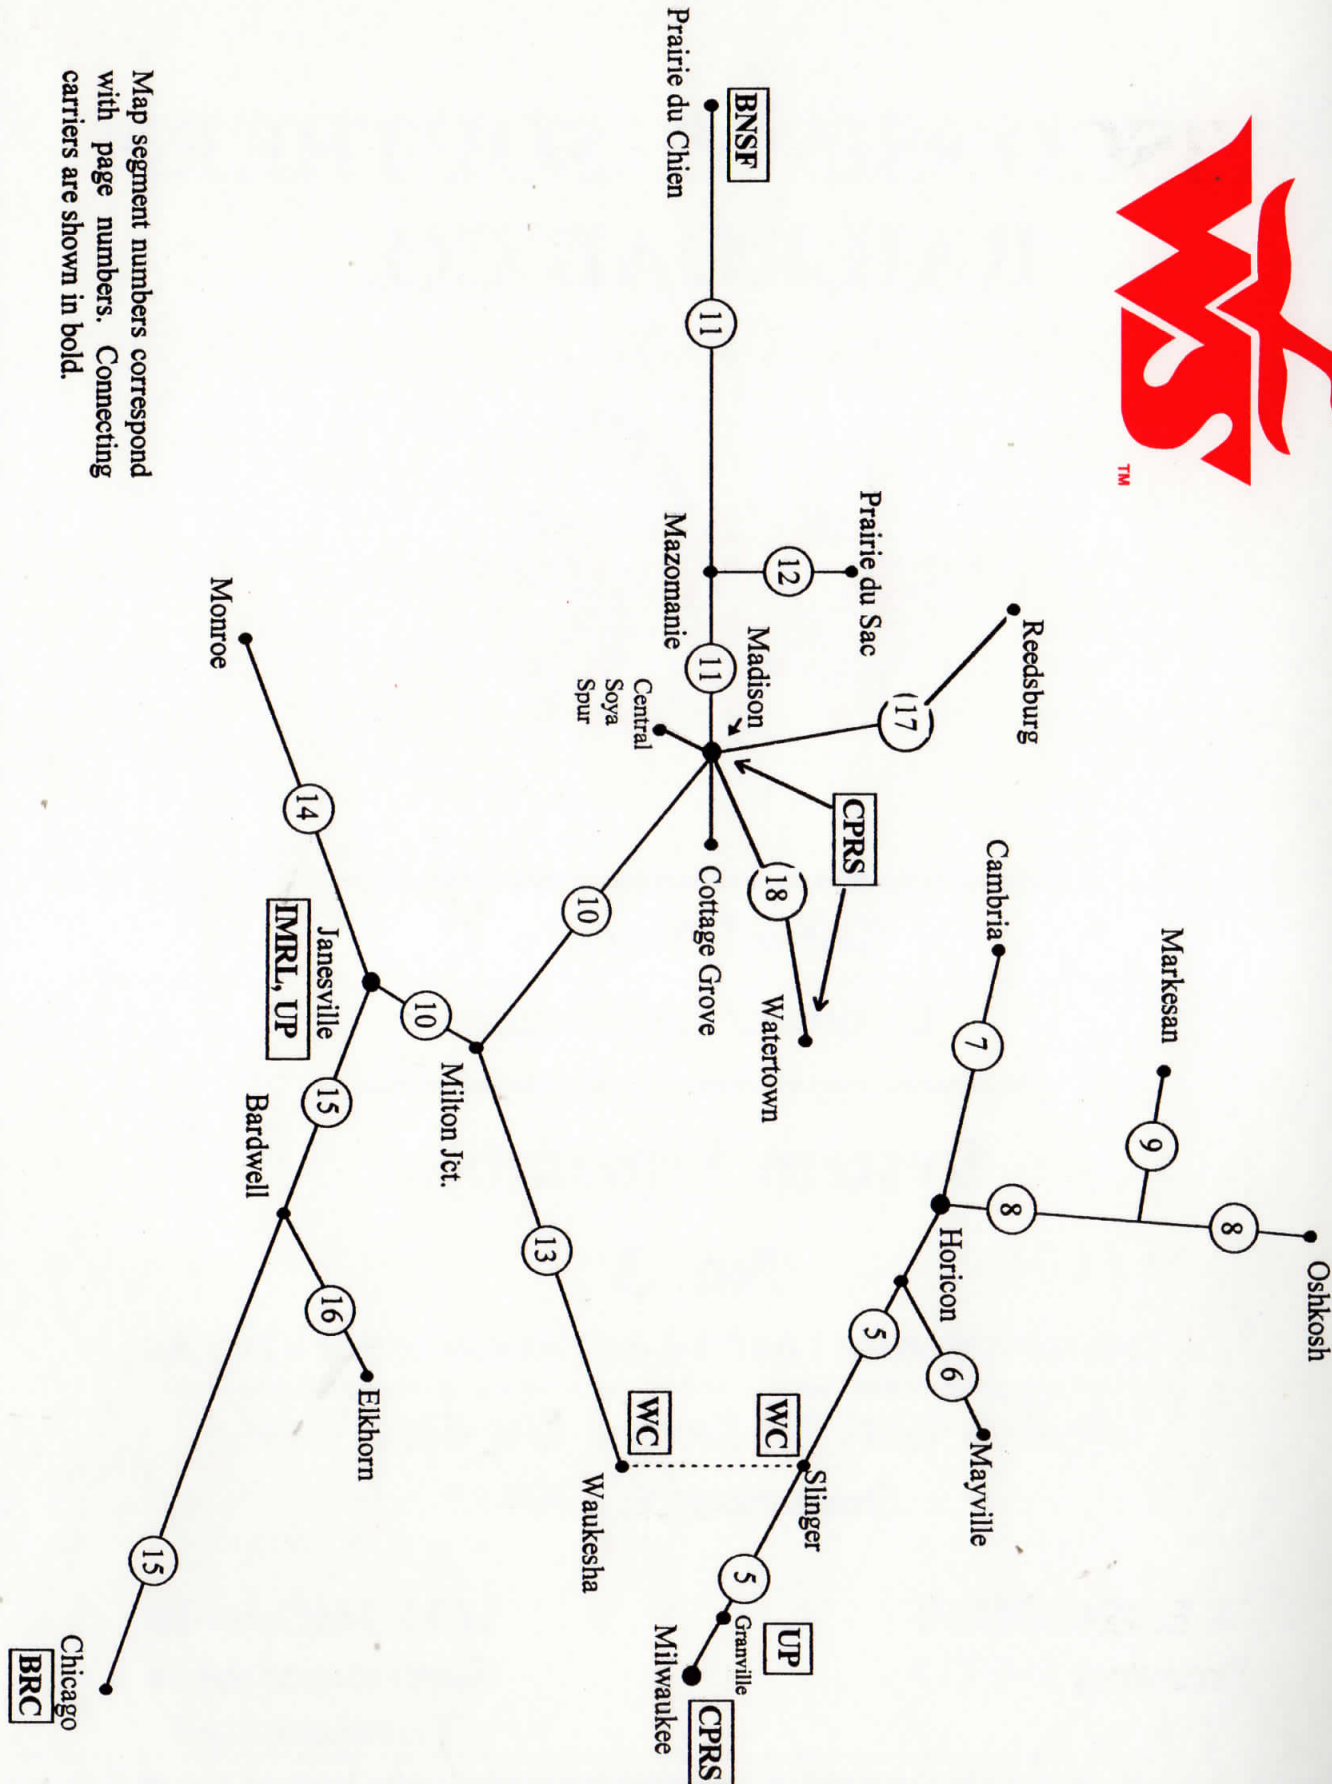 WS
TM
Oshkosh
8
Markesan
9
8
Reedsburg
Cambria
7
Horicon
Mayville
6
17
Prairie du Sac
12
CPRS
5
18
Watertown
WC
Slinger
UP
BNSF
Madison
5
Granville
CPRS
11
11
Cottage Grove
Prairie du Chien
Mazomanie
Milwaukee
Central
Soya
Spur
WC
Waukesha
10
13
Milton Jct.
10
Elkhorn
14
Janesville
IMRL, UP
15
16
Monroe
Bardwell
15
Map segment numbers correspond
with page numbers. Connecting
carriers are shown in bold.
Chicago
BRC